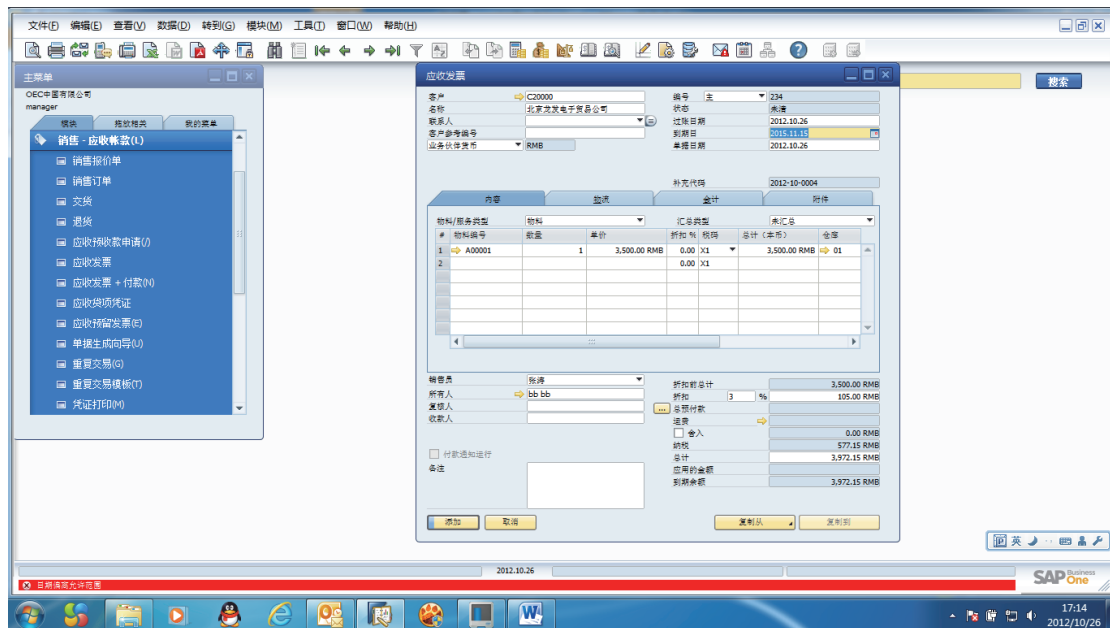 文件(F) 编辑(E) 查看(V) 数据(D) 转到(G) 模块(M) 工具(T) 窗口(W) 帮助(H)
主菜单
OEC中国有限公司
manager
模块 拖放相关 我的菜单
销售 - 应收帐款(L)
销售报价单
销售订单
交货
退货
应收预收款申请(/)
应收发票
应收发票 + 付款(N)
应收贷项凭证
应收预留发票(E)
单据生成向导(U)
重复交易(G)
重复交易模板(T)
凭证打印(M)
搜索
应收发票
客户 C20000 编号 主 234
名称 北京龙发电子贸易公司 状态 未清
联系人 过账日期 2012.10.26
客户参考编号 到期日 2015.11.15
业务伙伴货币 RMB 单据日期 2012.10.26
补充代码 2012-10-0004
内容 物流 会计 附件
物料/服务类型 物料 汇总类型 未汇总
# 物料编号 数量 单价 折扣 % 税码 总计 (本币) 仓库
1 A00001 1 3,500.00 RMB 0.00 X1 3,500.00 RMB 01
2 0.00 X1
销售员 张涛 折扣前总计 3,500.00 RMB
所有人 bb bb 折扣 3 % 105.00 RMB
复核人 ... 总预付款
收款人 运费
舍入 0.00 RMB
纳税 577.15 RMB
付款通知运行 总计 3,972.15 RMB
备注 应用的金额
到期余额 3,972.15 RMB
添加 取消 复制从 复制到
英
2012.10.26
日期偏离允许范围
SAP Business One
17:14
2012/10/26